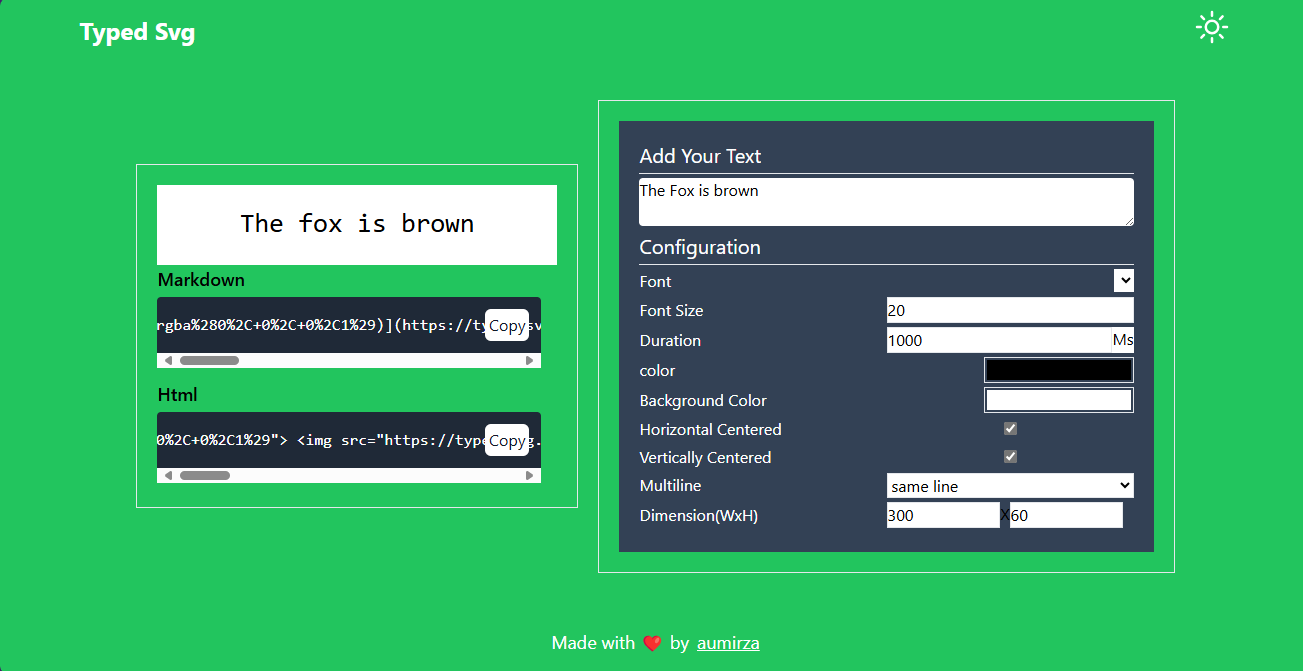 Typed Svg
The fox is brown
Markdown
rgba%280%2C+0%2C+0%2C1%29)](https://ty
Copy
sv
Html
0%2C+0%2C1%29"> <img src="https://type
Copy
g.
Add Your Text
The Fox is brown
Configuration
Font
Font Size 20
Duration 1000 Ms
color
Background Color
Horizontal Centered
Vertically Centered
Multiline same line
Dimension(WxH) 300 X 60
Made with ❤️ by aumirza